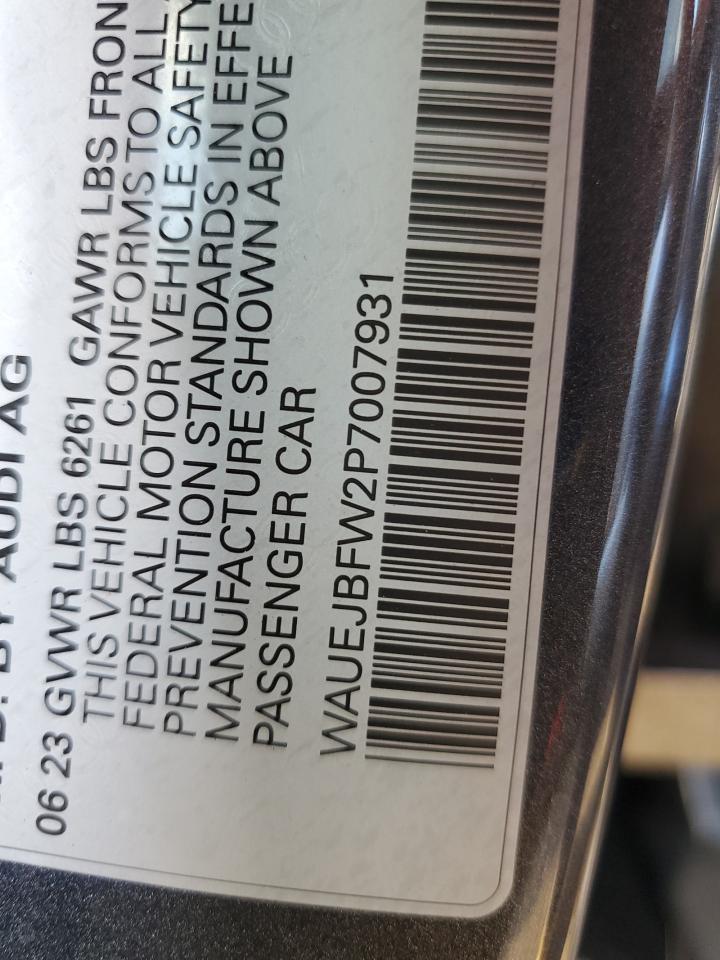 BY AUDI AG
06 23 GVWR LBS 6261 GAWR LBS FRON
THIS VEHICLE CONFORMS TO ALL
FEDERAL MOTOR VEHICLE SAFETY
PREVENTION STANDARDS IN EFFE
MANUFACTURE SHOWN ABOVE
PASSENGER CAR
WAUEJBFW2P7007931